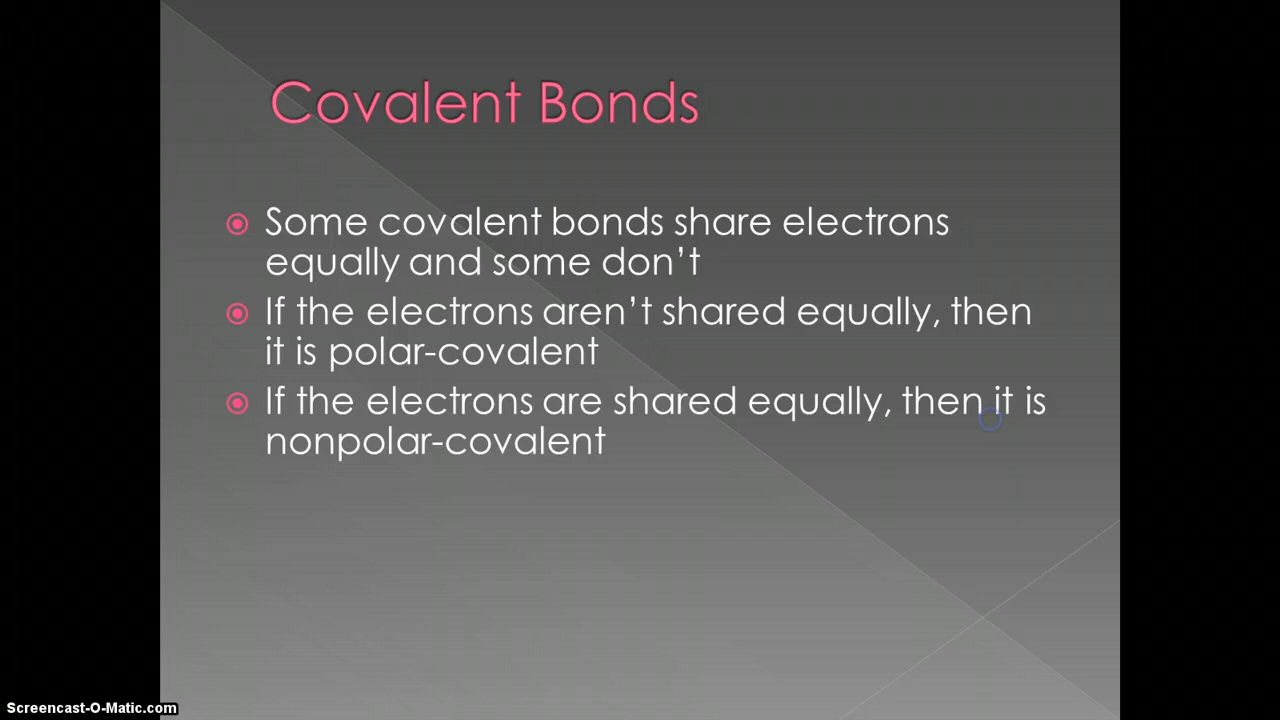 Covalent Bonds
Some covalent bonds share electrons
equally and some don’t
If the electrons aren’t shared equally, then
it is polar-covalent
If the electrons are shared equally, then it is
nonpolar-covalent
Screencast-O-Matic.com